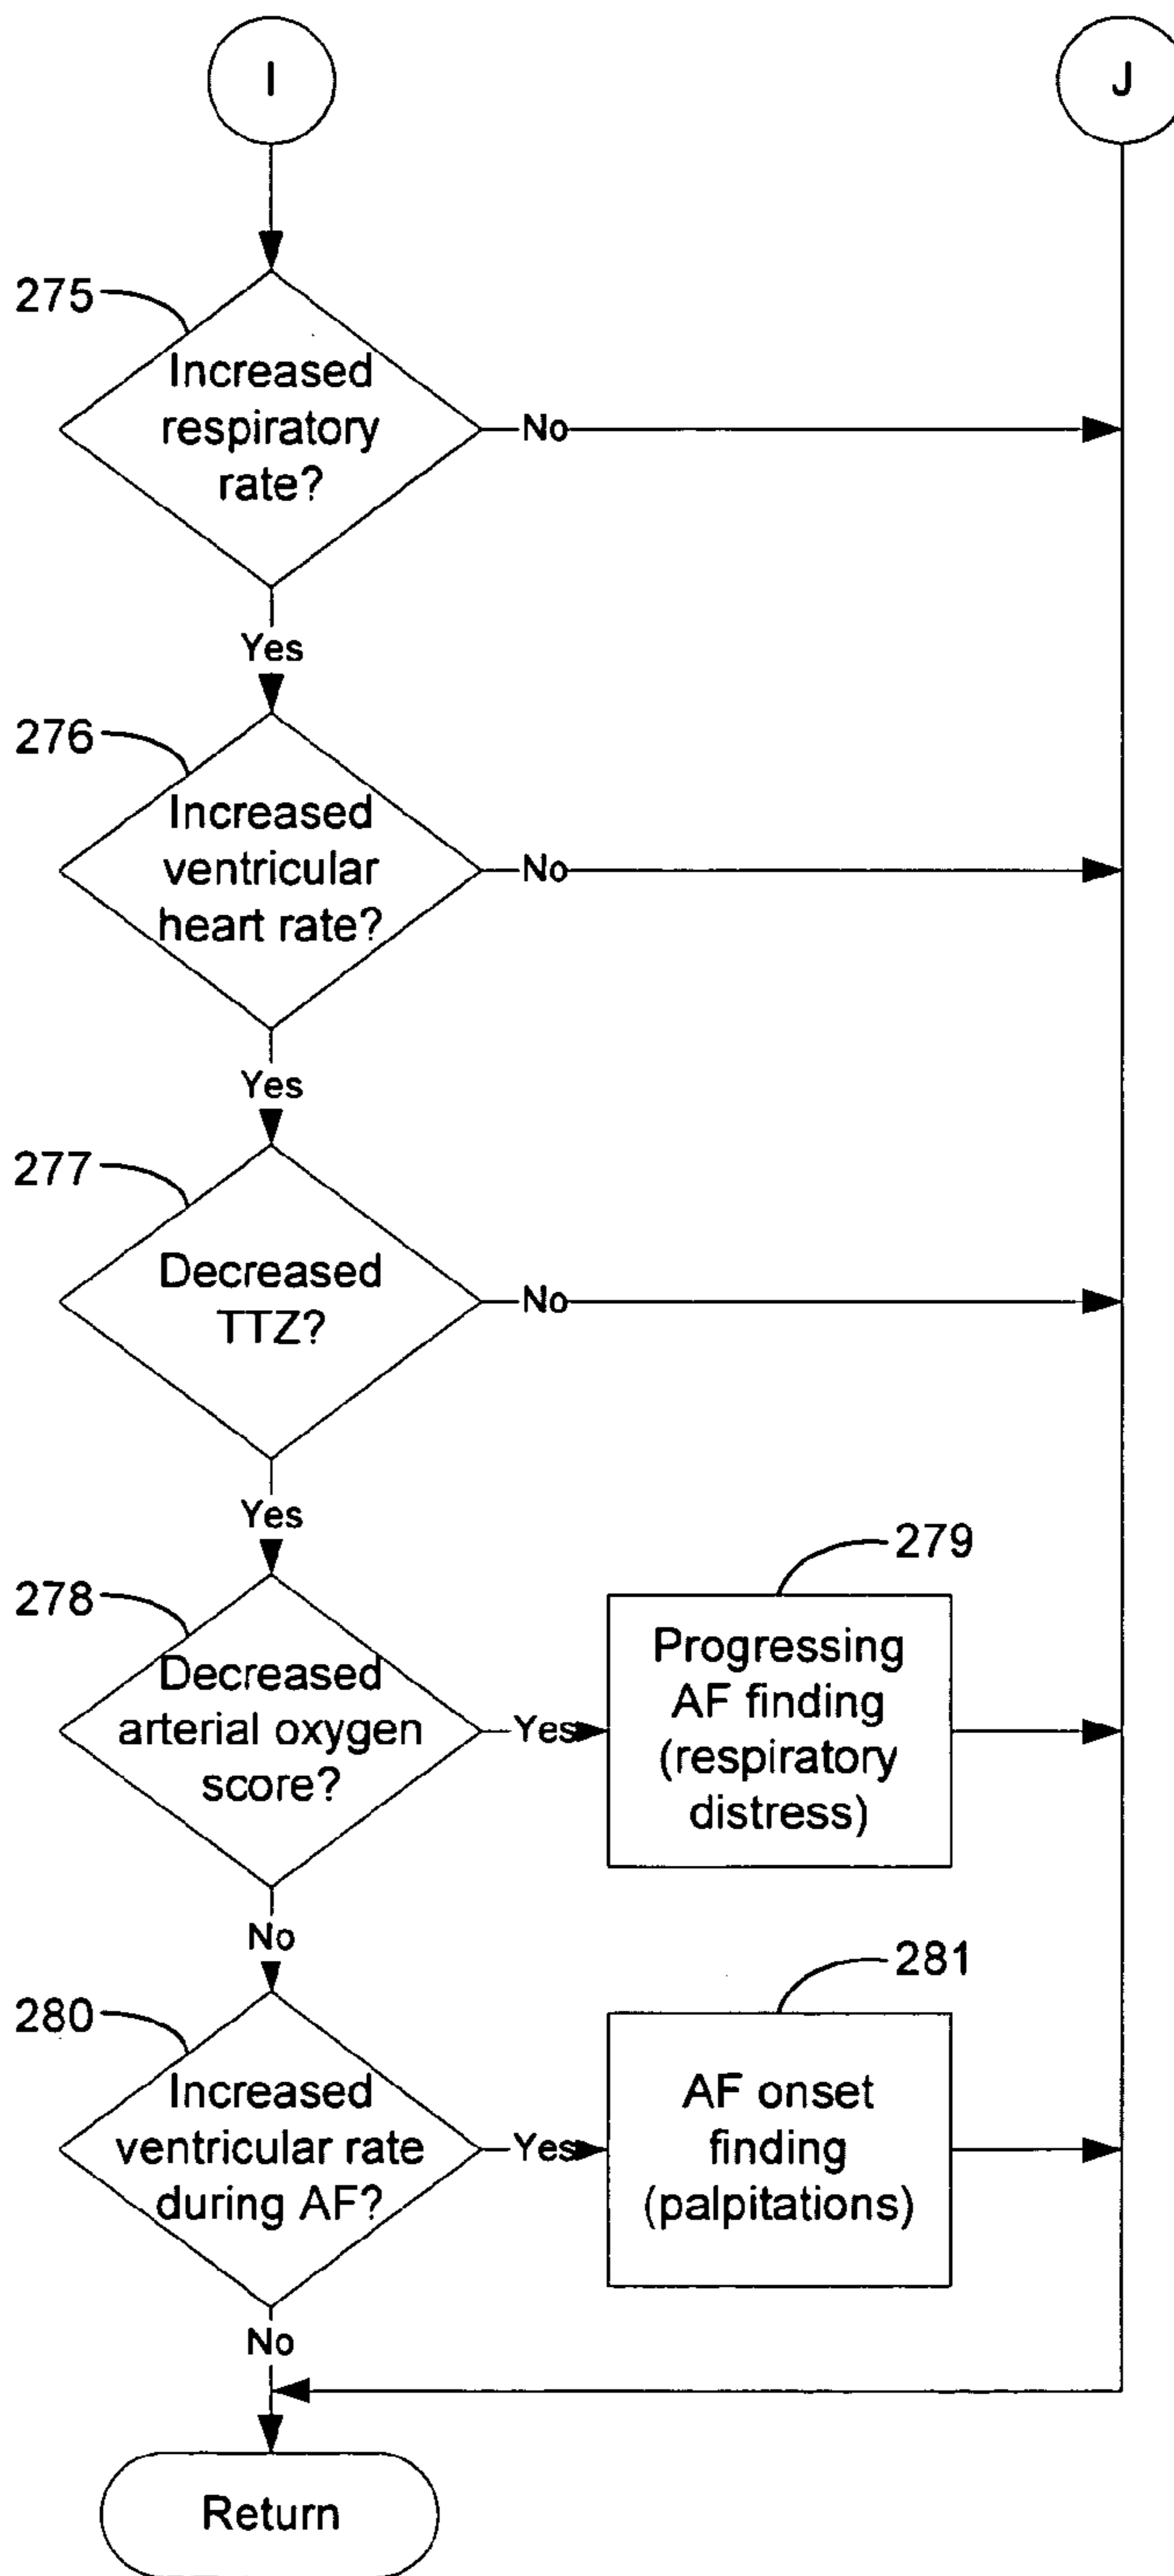 I
J
275
Increased
respiratory
rate?
No
Yes
276
Increased
ventricular
heart rate?
No
Yes
277
Decreased
TTZ?
No
Yes
278
Decreased
arterial oxygen
score?
Yes
279
Progressing
AF finding
(respiratory
distress)
No
280
Increased
ventricular rate
during AF?
Yes
281
AF onset
finding
(palpitations)
No
Return